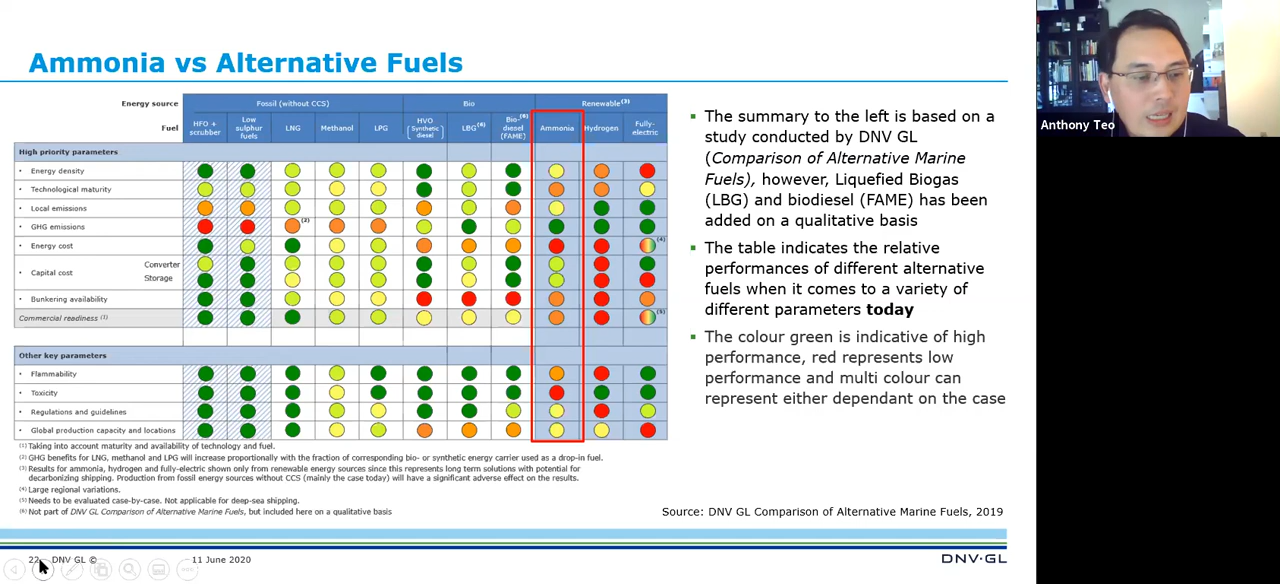 Ammonia vs Alternative Fuels
Energy source Fossil (without CCS) Bio Renewable(3)
Fuel HFO + scrubber Low sulphur fuels LNG Methanol LPG HVO (Synthetic diesel) LBG(4) Bio-diesel (FAME)(6) Ammonia Hydrogen Fully-electric
High priority parameters
• Energy density
• Technological maturity
• Local emissions
• GHG emissions (2)
• Energy cost (4)
• Capital cost Converter
Storage
• Bunkering availability
Commercial readiness (1) (5)
Other key parameters
• Flammability
• Toxicity
• Regulations and guidelines
• Global production capacity and locations
(1) Taking into account maturity and availability of technology and fuel.
(2) GHG benefits for LNG, methanol and LPG will increase proportionally with the fraction of corresponding bio- or synthetic energy carrier used as a drop-in fuel.
(3) Results for ammonia, hydrogen and fully-electric shown only from renewable energy sources since this represents long term solutions with potential for
decarbonizing shipping. Production from fossil energy sources without CCS (mainly the case today) will have a significant adverse effect on the results.
(4) Large regional variations.
(5) Needs to be evaluated case-by-case. Not applicable for deep-sea shipping.
(6) Not part of DNV GL Comparison of Alternative Marine Fuels, but included here on a qualitative basis
▪ The summary to the left is based on a
study conducted by DNV GL
(Comparison of Alternative Marine
Fuels), however, Liquefied Biogas
(LBG) and biodiesel (FAME) has been
added on a qualitative basis
▪ The table indicates the relative
performances of different alternative
fuels when it comes to a variety of
different parameters today
▪ The colour green is indicative of high
performance, red represents low
performance and multi colour can
represent either dependant on the case
Source: DNV GL Comparison of Alternative Marine Fuels, 2019
22 DNV GL © 11 June 2020
DNV·GL
Anthony Teo